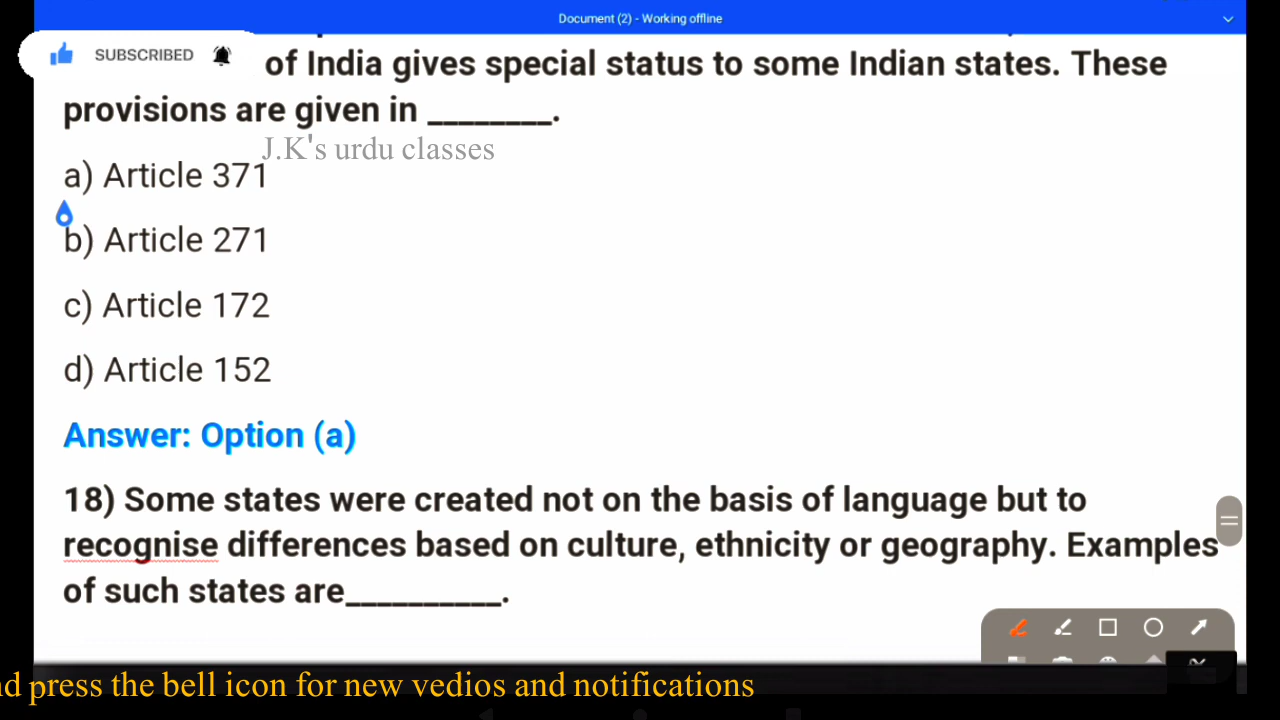 Document (2) - Working offline
SUBSCRIBED
of India gives special status to some Indian states. These
provisions are given in ________.
J.K's urdu classes
a) Article 371
b) Article 271
c) Article 172
d) Article 152
Answer: Option (a)
18) Some states were created not on the basis of language but to
recognise differences based on culture, ethnicity or geography. Examples
of such states are__________.
press the bell icon for new vedios and notifications